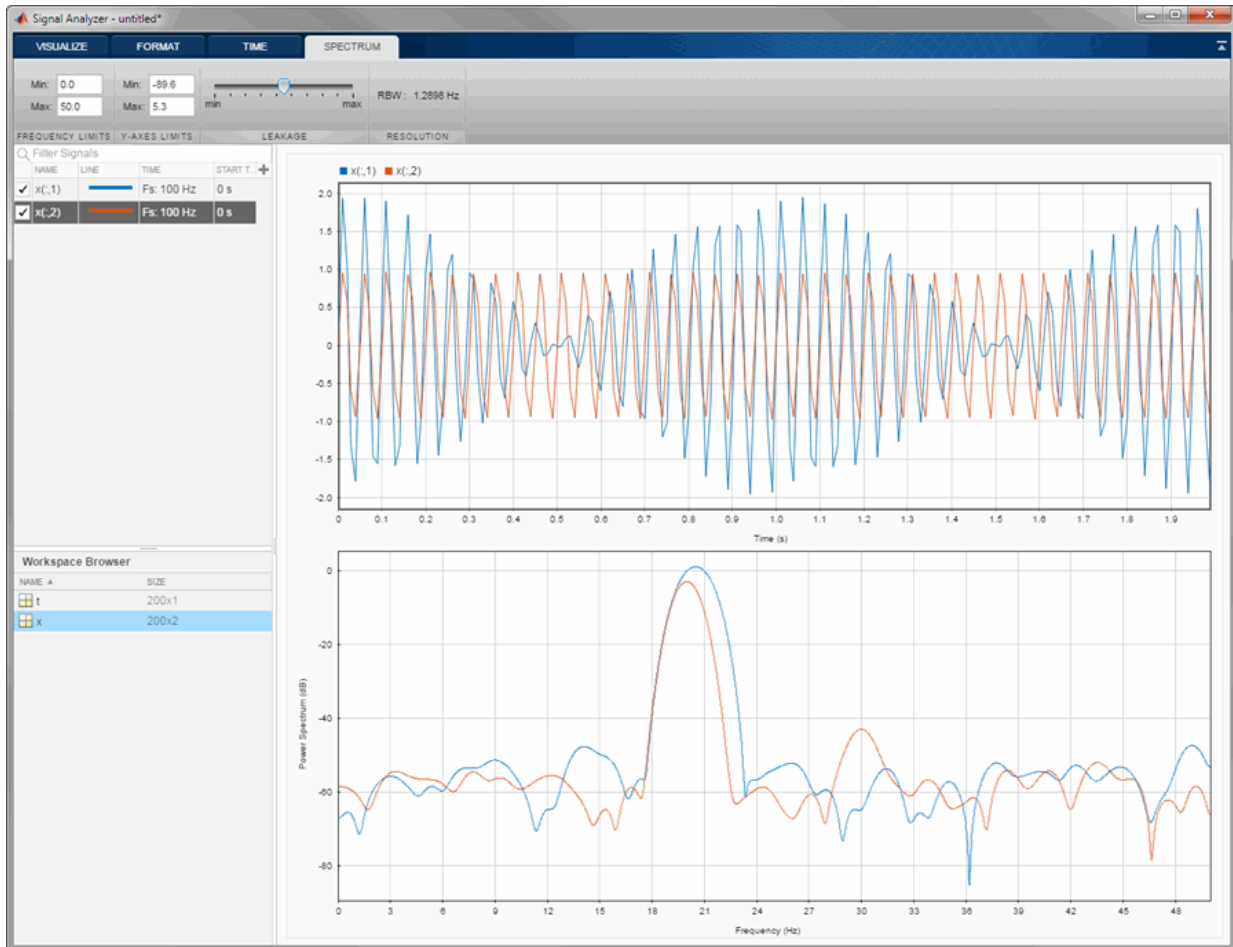 Signal Analyzer - untitled*
VISUALIZE FORMAT TIME SPECTRUM
Min: 0.0 Min: -89.6
Max: 50.0 Max: 5.3
min max
RBW : 1.2898 Hz
FREQUENCY LIMITS Y-AXES LIMITS LEAKAGE RESOLUTION
Filter Signals
NAME LINE TIME START T...
x(:,1) Fs: 100 Hz 0 s
x(:,2) Fs: 100 Hz 0 s
x(:,1) x(:,2)
2.0
1.5
1.0
0.5
0
-0.5
-1.0
-1.5
-2.0
0 0.1 0.2 0.3 0.4 0.5 0.6 0.7 0.8 0.9 1.0 1.1 1.2 1.3 1.4 1.5 1.6 1.7 1.8 1.9
Time (s)
Workspace Browser
NAME SIZE
t 200x1
x 200x2
0
-20
-40
-60
-80
Power Spectrum (dB)
0 3 6 9 12 15 18 21 24 27 30 33 36 39 42 45 48
Frequency (Hz)